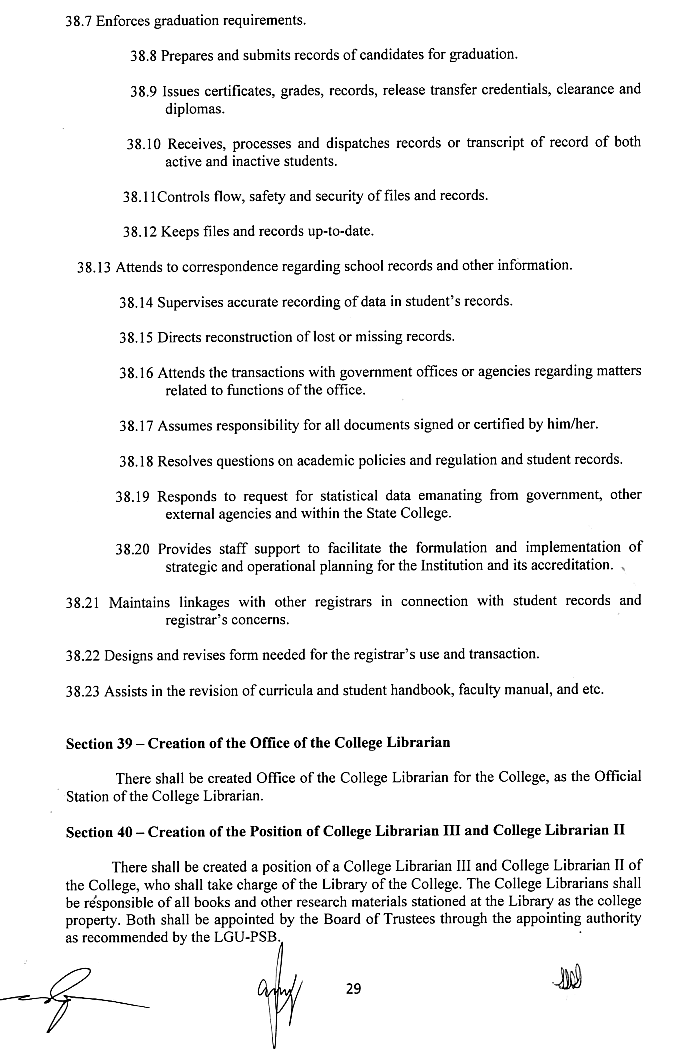 38.7 Enforces graduation requirements.
38.8 Prepares and submits records of candidates for graduation.
38.9 Issues certificates, grades, records, release transfer credentials, clearance and
diplomas.
38.10 Receives, processes and dispatches records or transcript of record of both
active and inactive students.
38.11Controls flow, safety and security of files and records.
38.12 Keeps files and records up-to-date.
38.13 Attends to correspondence regarding school records and other information.
38.14 Supervises accurate recording of data in student's records.
38.15 Directs reconstruction of lost or missing records.
38.16 Attends the transactions with government offices or agencies regarding matters
related to functions of the office.
38.17 Assumes responsibility for all documents signed or certified by him/her.
38.18 Resolves questions on academic policies and regulation and student records.
38.19 Responds to request for statistical data emanating from government, other
external agencies and within the State College.
38.20 Provides staff support to facilitate the formulation and implementation of
strategic and operational planning for the Institution and its accreditation.
38.21 Maintains linkages with other registrars in connection with student records and
registrar's concerns.
38.22 Designs and revises form needed for the registrar's use and transaction.
38.23 Assists in the revision of curricula and student handbook, faculty manual, and etc.
Section 39 – Creation of the Office of the College Librarian
There shall be created Office of the College Librarian for the College, as the Official
Station of the College Librarian.
Section 40 – Creation of the Position of College Librarian III and College Librarian II
There shall be created a position of a College Librarian III and College Librarian II of
the College, who shall take charge of the Library of the College. The College Librarians shall
be responsible of all books and other research materials stationed at the Library as the college
property. Both shall be appointed by the Board of Trustees through the appointing authority
as recommended by the LGU-PSB.
29